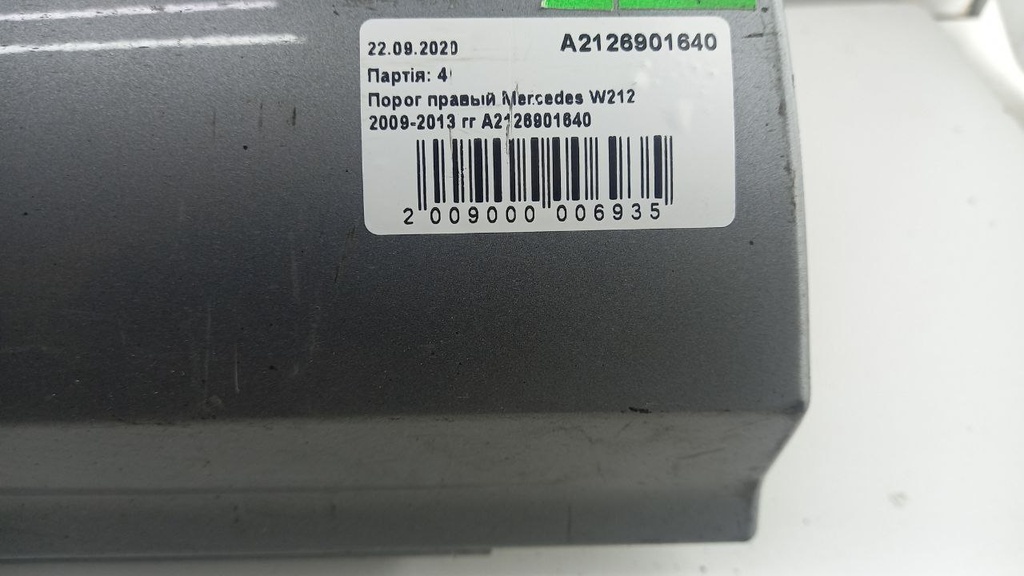 22.09.2020 A2126901640
Партія: 4
Порог правый Mercedes W212
2009-2013 гг A2126901640
2 009000 006935